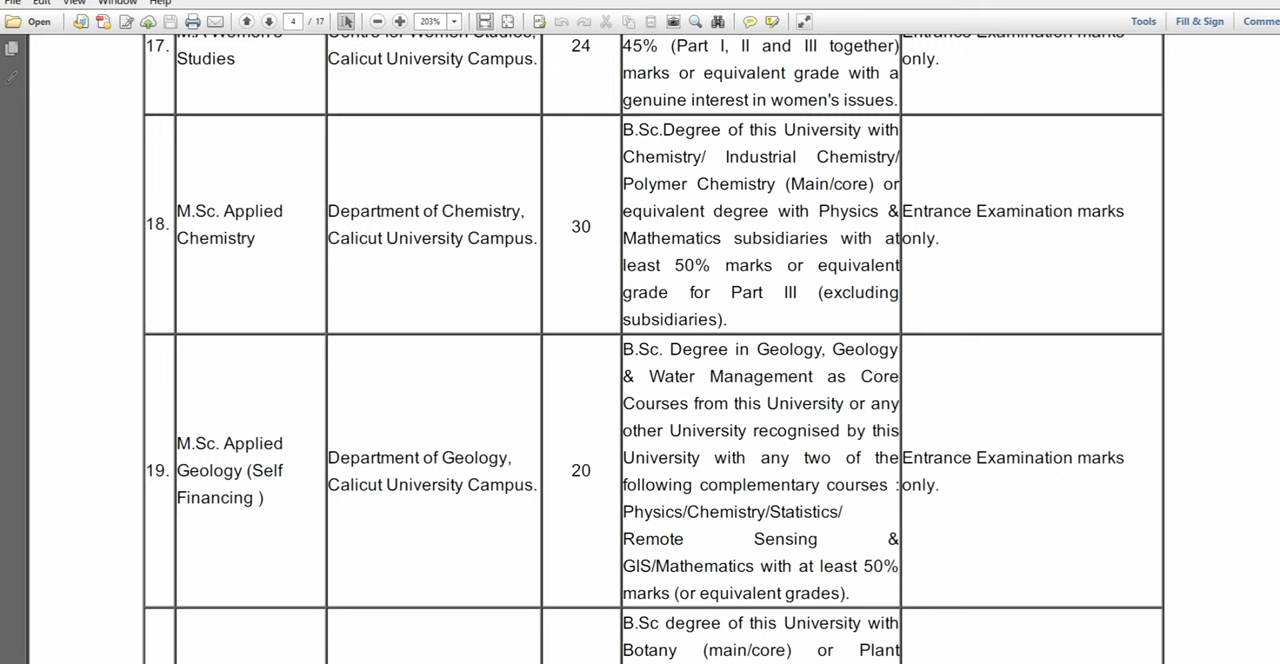 File Edit View Window Help
Open 4 / 17 203% Tools Fill & Sign Comme
17. M.A Women's
Studies
Centre for Women Studies,
Calicut University Campus.
24
45% (Part I, II and III together)
marks or equivalent grade with a
genuine interest in women's issues.
Entrance Examination marks
only.
18.
M.Sc. Applied
Chemistry
Department of Chemistry,
Calicut University Campus.
30
B.Sc.Degree of this University with
Chemistry/ Industrial Chemistry/
Polymer Chemistry (Main/core) or
equivalent degree with Physics &
Mathematics subsidiaries with at
least 50% marks or equivalent
grade for Part III (excluding
subsidiaries).
Entrance Examination marks
only.
19.
M.Sc. Applied
Geology (Self
Financing )
Department of Geology,
Calicut University Campus.
20
B.Sc. Degree in Geology, Geology
& Water Management as Core
Courses from this University or any
other University recognised by this
University with any two of the
following complementary courses :
Physics/Chemistry/Statistics/
Remote Sensing &
GIS/Mathematics with at least 50%
marks (or equivalent grades).
Entrance Examination marks
only.
B.Sc degree of this University with
Botany (main/core) or Plant